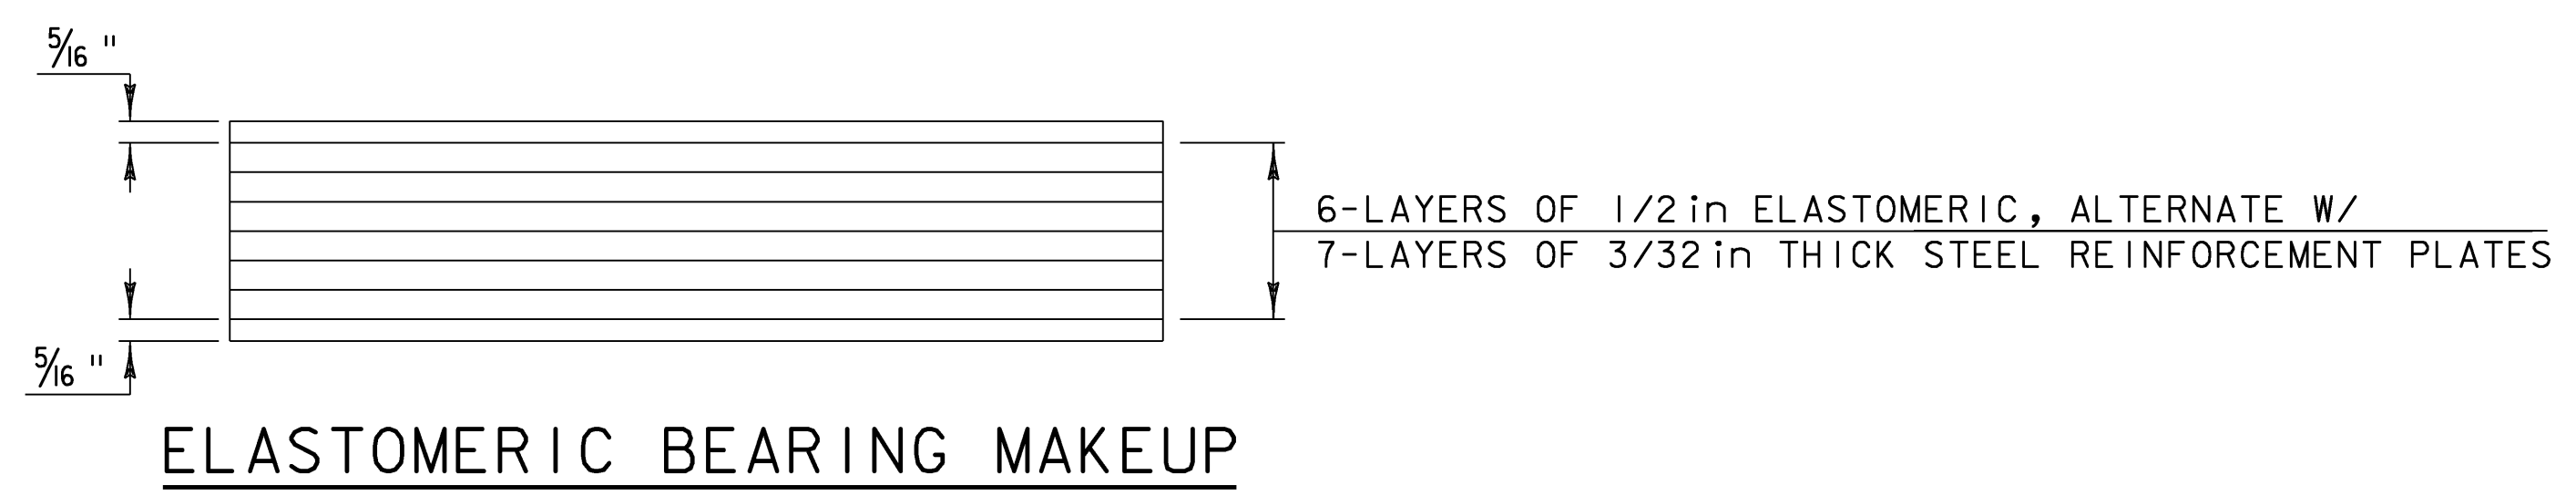 5/16 "
6-LAYERS OF 1/2in ELASTOMERIC, ALTERNATE W/
7-LAYERS OF 3/32in THICK STEEL REINFORCEMENT PLATES
5/16 "
ELASTOMERIC BEARING MAKEUP